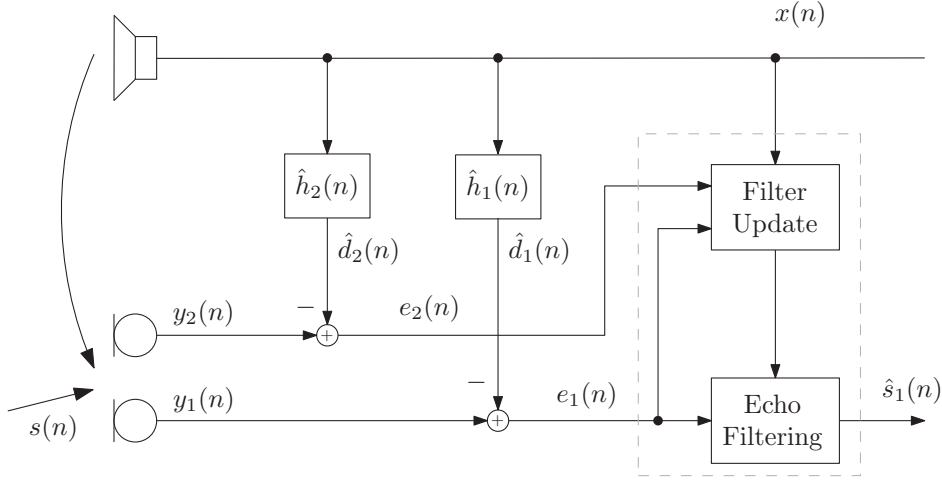 x(n)
ĥ₂(n)
ĥ₁(n)
Filter
Update
d̂₂(n)
d̂₁(n)
−
y₂(n)
+
e₂(n)
−
y₁(n)
+
e₁(n)
s(n)
Echo
Filtering
ŝ₁(n)